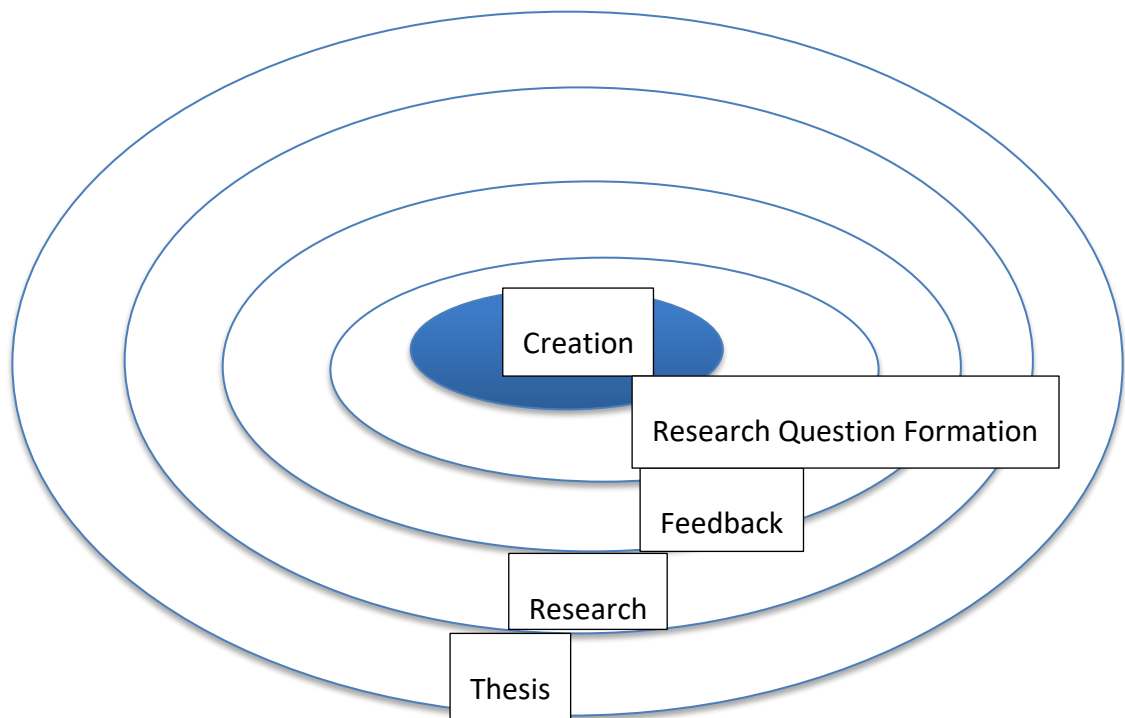 Creation
Research Question Formation
Feedback
Research
Thesis